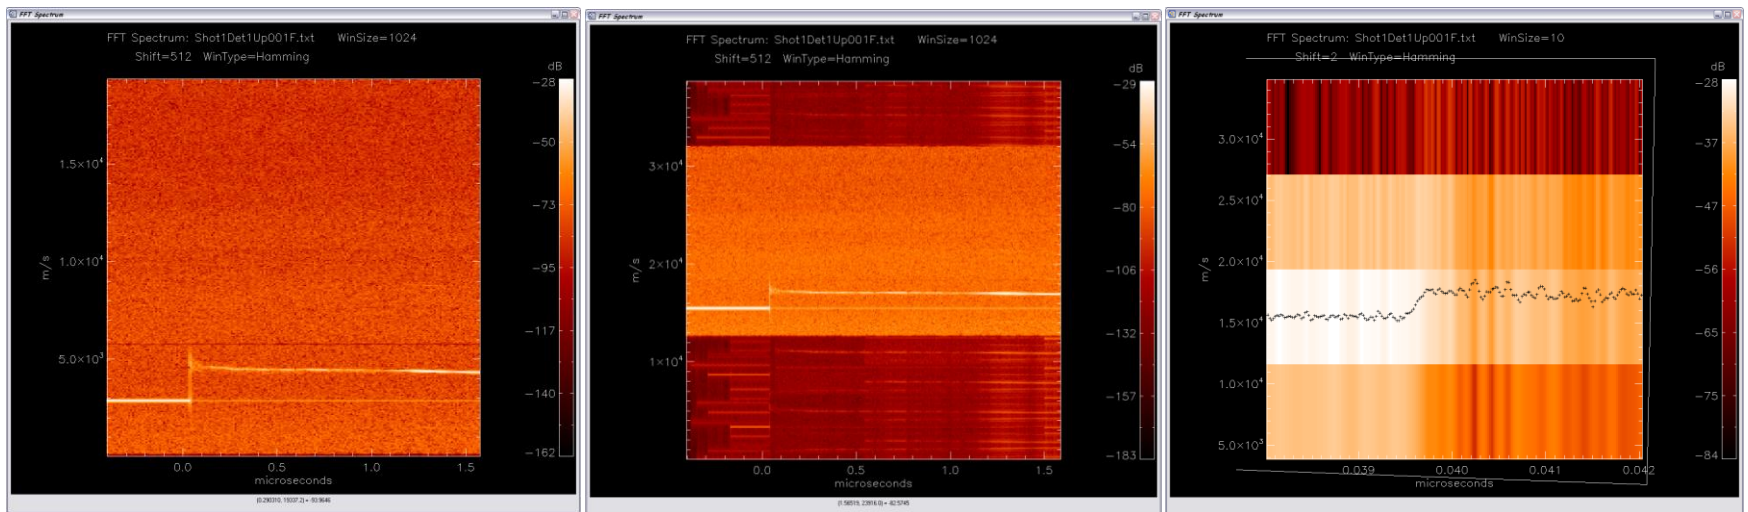 FFT Spectrum
FFT Spectrum: Shot1Det1Up001F.txt WinSize=1024
Shift=512 WinType=Hamming
dB
-28
-50
-73
-95
-117
-140
-162
1.5×10⁴
1.0×10⁴
5.0×10³
m/s
0.0 0.5 1.0 1.5
microseconds
FFT Spectrum
FFT Spectrum: Shot1Det1Up001F.txt WinSize=1024
Shift=512 WinType=Hamming
dB
-29
-54
-80
-106
-132
-157
-183
3×10⁴
2×10⁴
1×10⁴
m/s
0.0 0.5 1.0 1.5
microseconds
FFT Spectrum
FFT Spectrum: Shot1Det1Up001F.txt WinSize=10
Shift=2 WinType=Hamming
dB
-28
-37
-47
-56
-65
-75
-84
3.0×10⁴
2.5×10⁴
2.0×10⁴
1.5×10⁴
1.0×10⁴
5.0×10³
m/s
0.039 0.040 0.041 0.042
microseconds